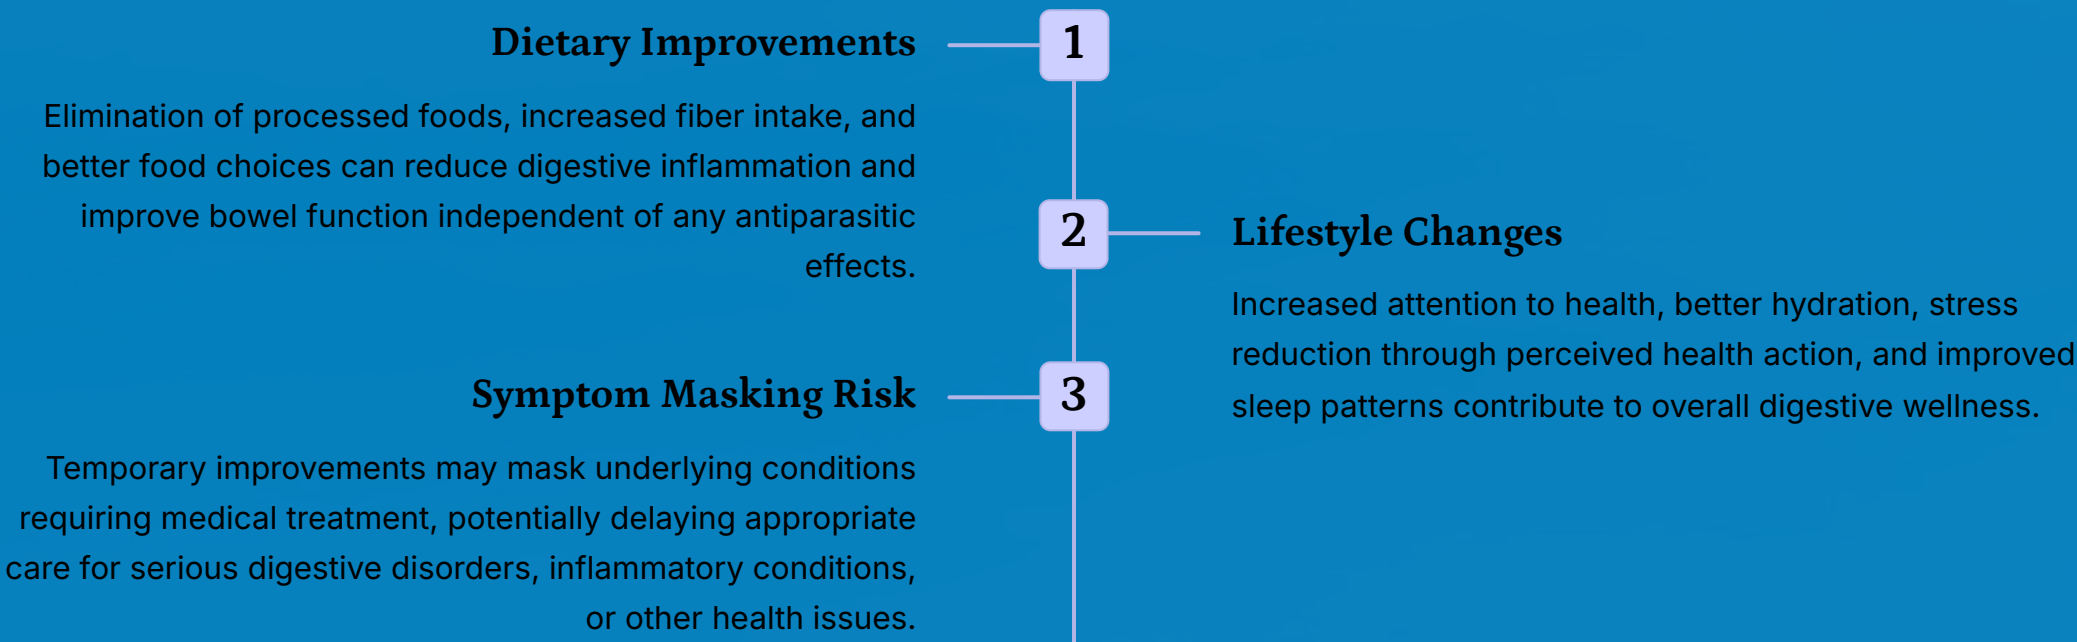 Dietary Improvements
1
Elimination of processed foods, increased fiber intake, and
better food choices can reduce digestive inflammation and
improve bowel function independent of any antiparasitic
effects.
2
Lifestyle Changes
Increased attention to health, better hydration, stress
reduction through perceived health action, and improved
sleep patterns contribute to overall digestive wellness.
Symptom Masking Risk
3
Temporary improvements may mask underlying conditions
requiring medical treatment, potentially delaying appropriate
care for serious digestive disorders, inflammatory conditions,
or other health issues.